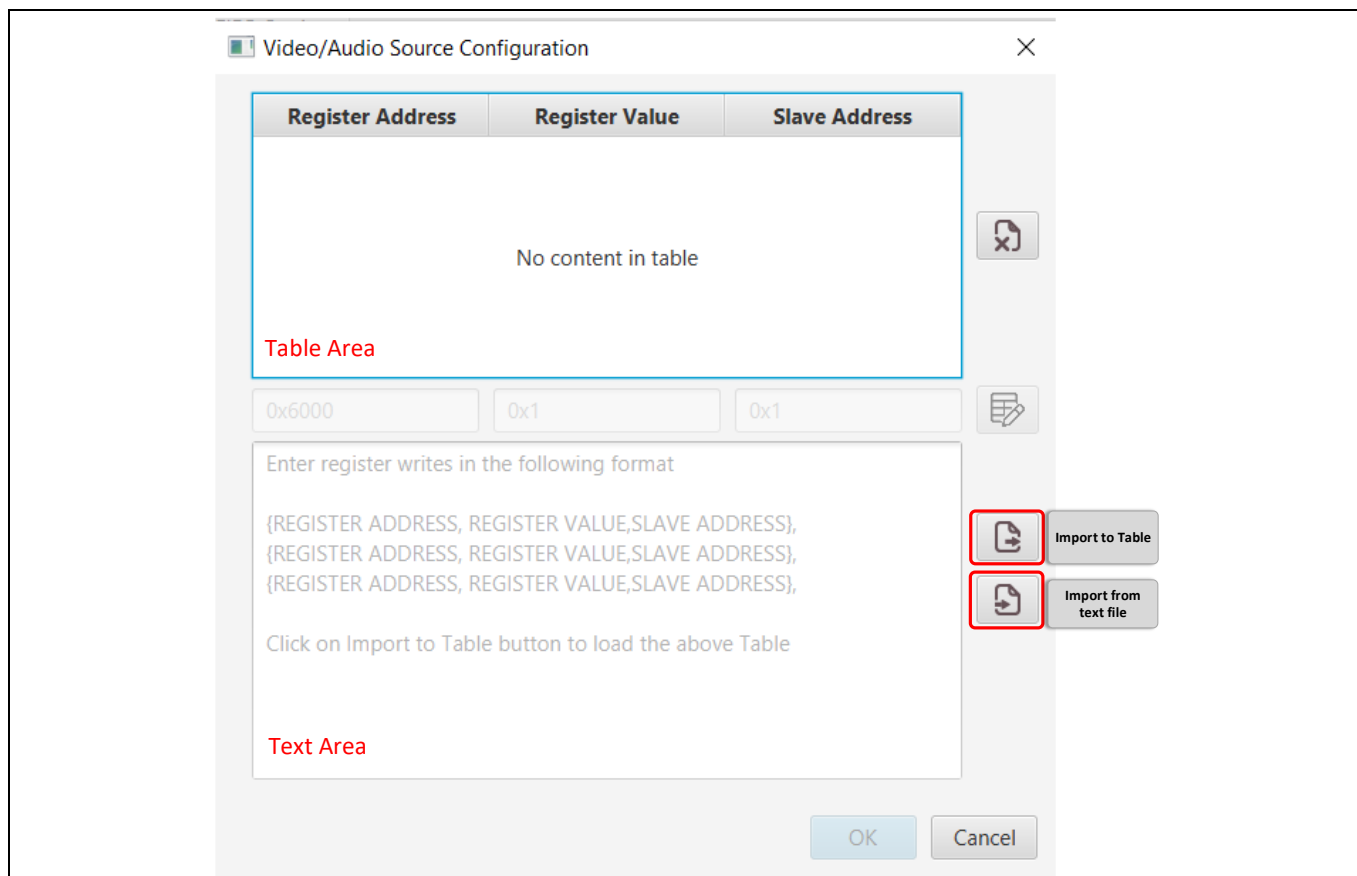 Video/Audio Source Configuration
Register Address Register Value Slave Address
No content in table
Table Area
0x6000 0x1 0x1
Enter register writes in the following format
{REGISTER ADDRESS, REGISTER VALUE,SLAVE ADDRESS},
{REGISTER ADDRESS, REGISTER VALUE,SLAVE ADDRESS},
{REGISTER ADDRESS, REGISTER VALUE,SLAVE ADDRESS},
Import to Table
Import from
text file
Click on Import to Table button to load the above Table
Text Area
OK Cancel